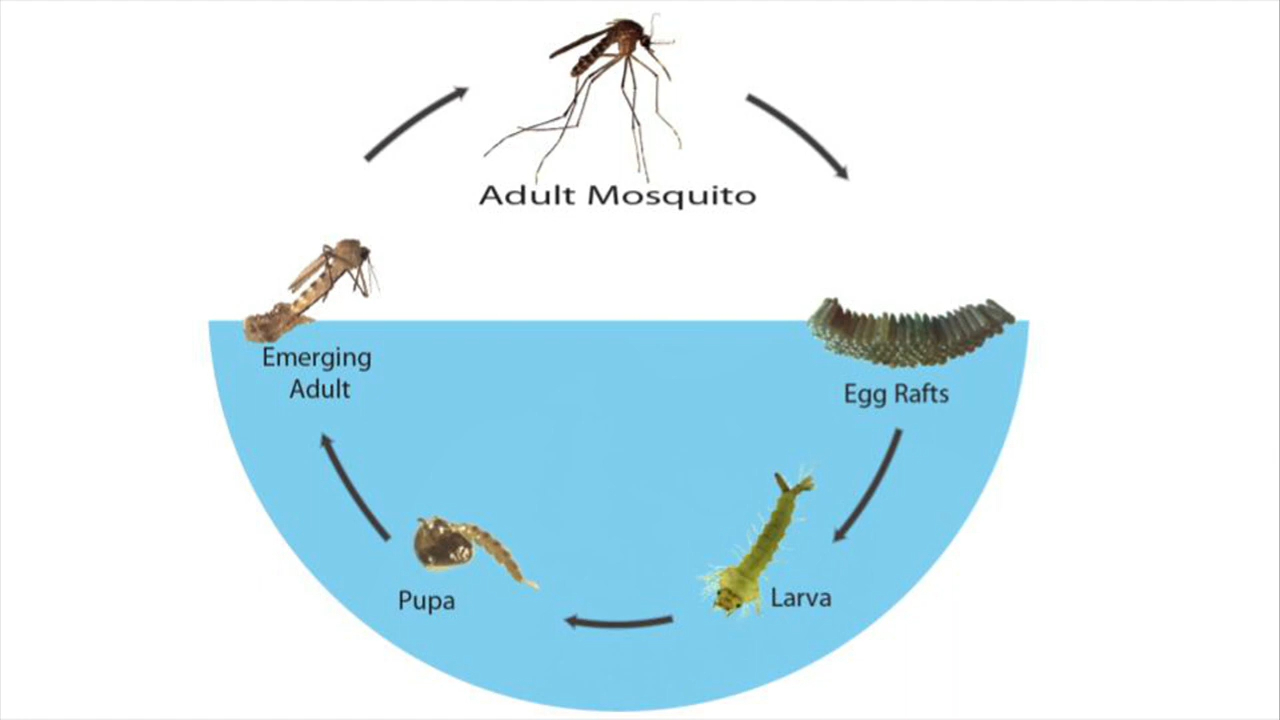 Adult Mosquito
Emerging
Adult
Egg Rafts
Pupa
Larva